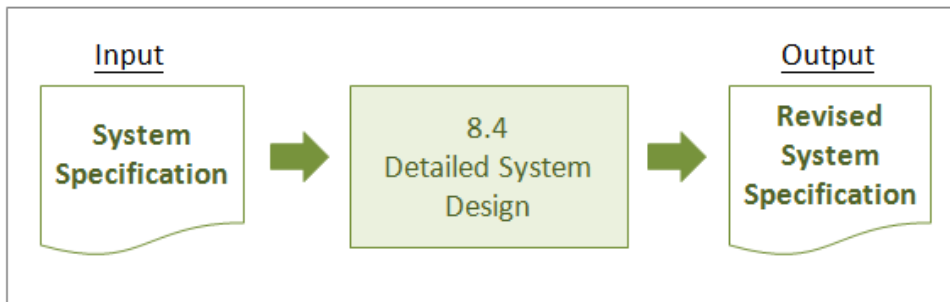 Input
System
Specification
8.4
Detailed System
Design
Output
Revised
System
Specification